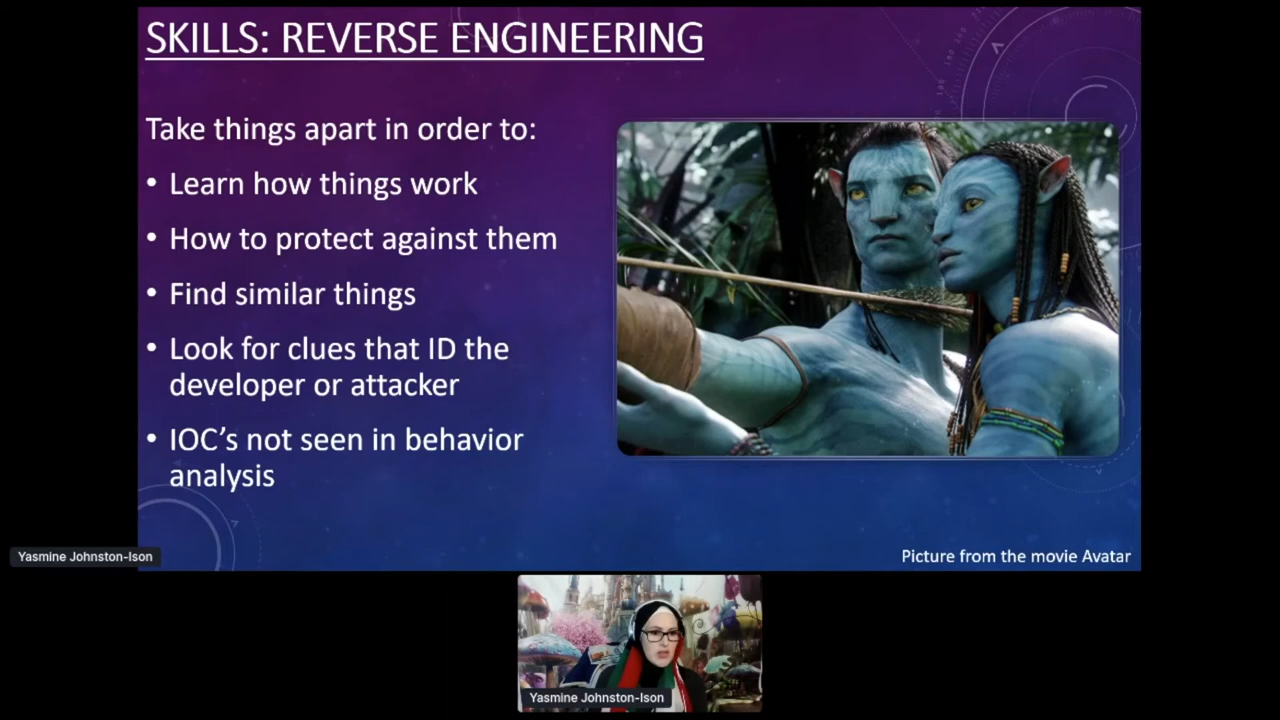 SKILLS: REVERSE ENGINEERING
Take things apart in order to:
• Learn how things work
• How to protect against them
• Find similar things
• Look for clues that ID the
developer or attacker
• IOC’s not seen in behavior
analysis
Picture from the movie Avatar
Yasmine Johnston-Ison
Yasmine Johnston-Ison